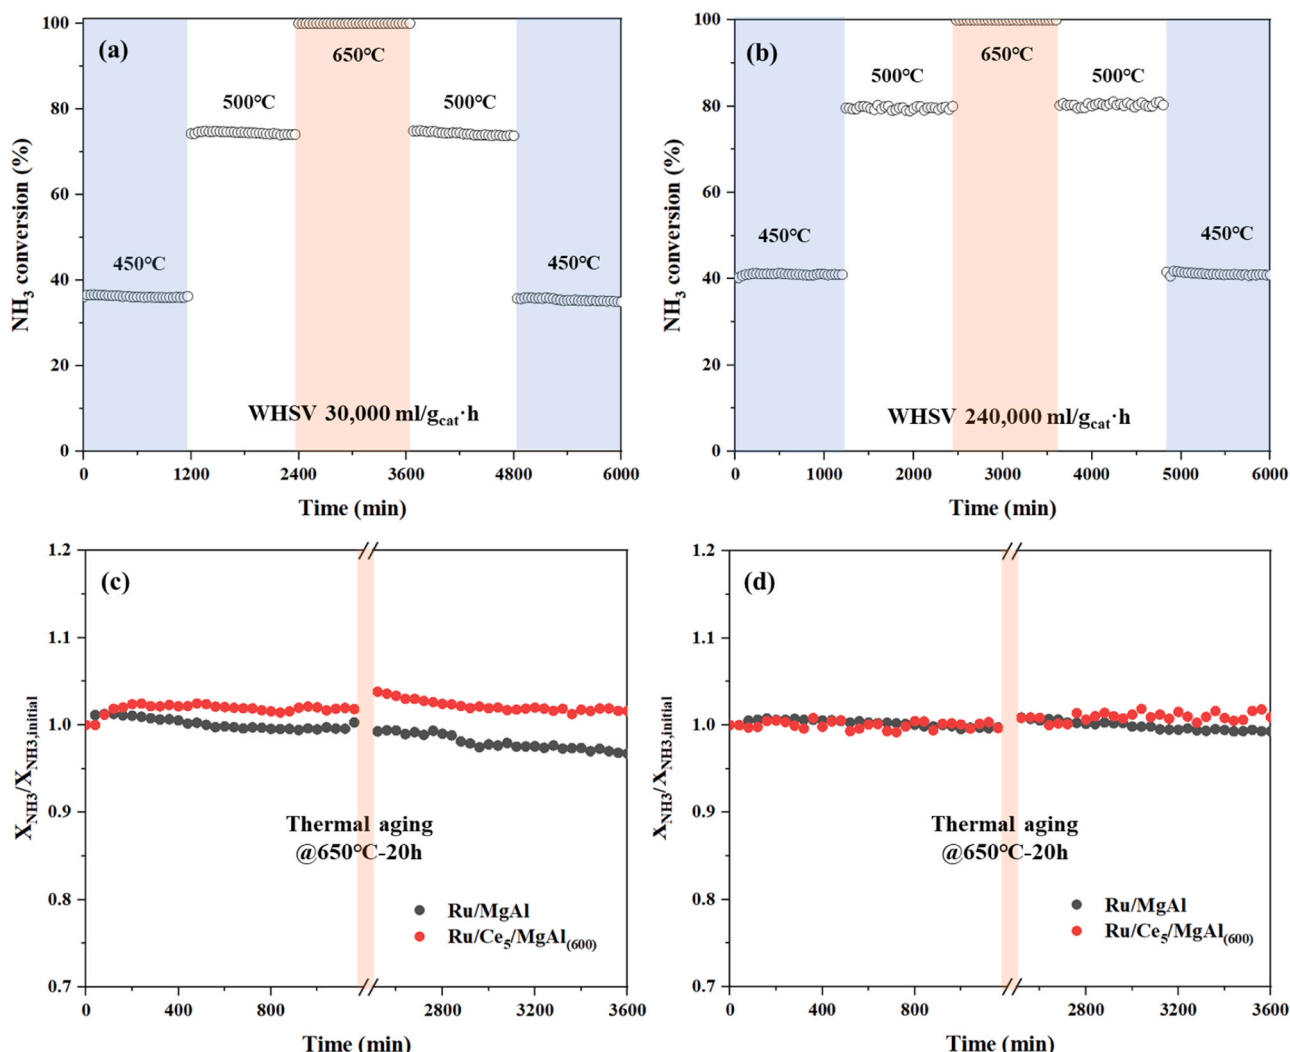 (a)
100
80
60
40
20
0
NH3 conversion (%)
650°C
500°C
500°C
450°C
450°C
WHSV 30,000 ml/gcat·h
0 1200 2400 3600 4800 6000
Time (min)
(b)
100
80
60
40
20
0
NH3 conversion (%)
650°C
500°C
500°C
450°C
450°C
WHSV 240,000 ml/gcat·h
0 1000 2000 3000 4000 5000 6000
Time (min)
(c)
1.2
1.1
1.0
0.9
0.8
0.7
XNH3/XNH3,initial
Thermal aging
@650°C-20h
Ru/MgAl
Ru/Ce5/MgAl(600)
0 400 800 2800 3200 3600
Time (min)
(d)
1.2
1.1
1.0
0.9
0.8
0.7
XNH3/XNH3,initial
Thermal aging
@650°C-20h
Ru/MgAl
Ru/Ce5/MgAl(600)
0 400 800 2800 3200 3600
Time (min)